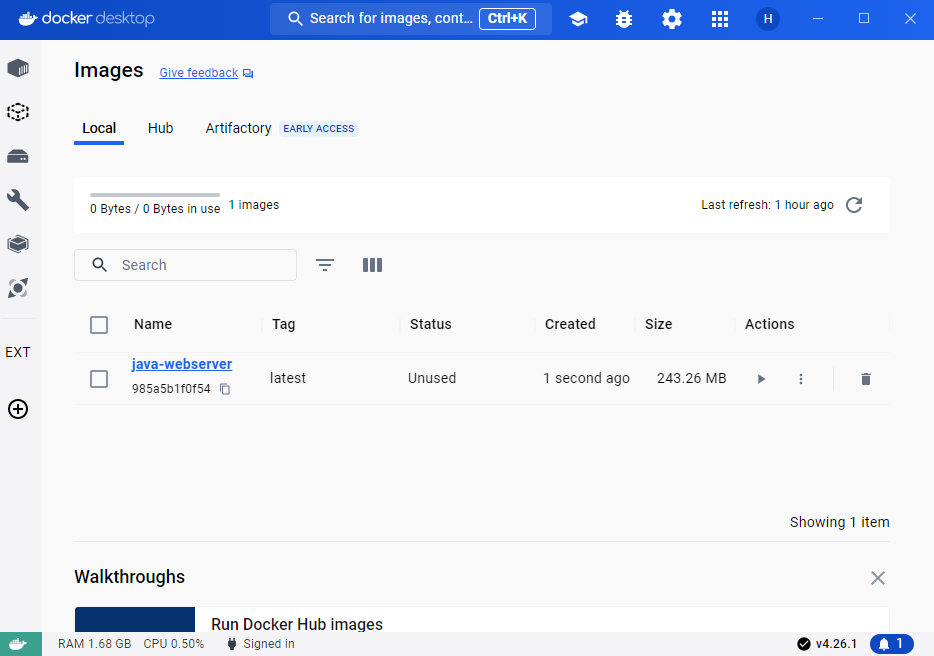 docker desktop
Search for images, cont... Ctrl+K
H
Images
Give feedback
Local Hub Artifactory EARLY ACCESS
0 Bytes / 0 Bytes in use 1 images
Last refresh: 1 hour ago
Search
Name Tag Status Created Size Actions
java-webserver
985a5b1f0f54
latest Unused 1 second ago 243.26 MB
EXT
Showing 1 item
Walkthroughs
Run Docker Hub images
RAM 1.68 GB CPU 0.50% Signed in
v4.26.1 1